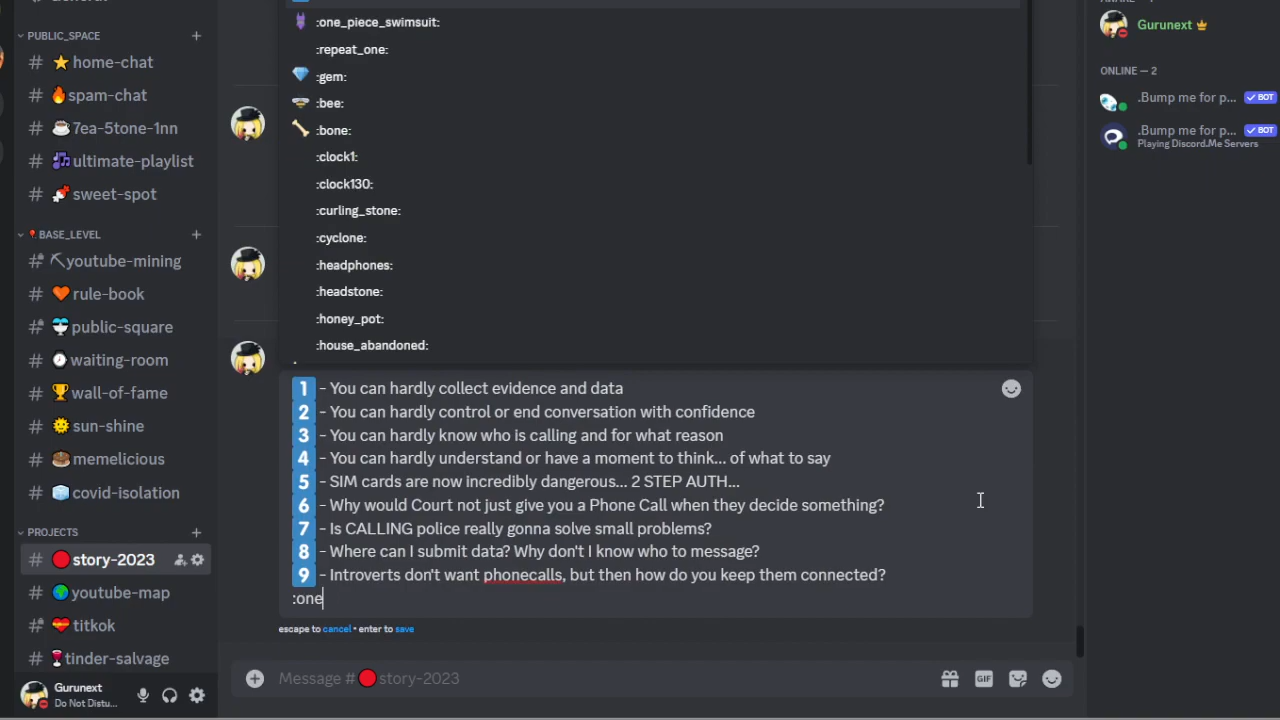 PUBLIC_SPACE
# home-chat
# spam-chat
# 7ea-5tone-1nn
# ultimate-playlist
# sweet-spot
BASE_LEVEL
# youtube-mining
# rule-book
# public-square
# waiting-room
# wall-of-fame
# sun-shine
# memelicious
# covid-isolation
PROJECTS
# story-2023
# youtube-map
# titkok
# tinder-salvage
Gurunext
Do Not Distu...
:one_piece_swimsuit:
:repeat_one:
:gem:
:bee:
:bone:
:clock1:
:clock130:
:curling_stone:
:cyclone:
:headphones:
:headstone:
:honey_pot:
:house_abandoned:
1 - You can hardly collect evidence and data
2 - You can hardly control or end conversation with confidence
3 - You can hardly know who is calling and for what reason
4 - You can hardly understand or have a moment to think... of what to say
5 - SIM cards are now incredibly dangerous... 2 STEP AUTH...
6 - Why would Court not just give you a Phone Call when they decide something?
7 - Is CALLING police really gonna solve small problems?
8 - Where can I submit data? Why don't I know who to message?
9 - Introverts don't want phonecalls, but then how do you keep them connected?
:one
escape to cancel • enter to save
Message # story-2023
GIF
Gurunext
ONLINE — 2
.Bump me for p... BOT
.Bump me for p... BOT
Playing Discord.Me Servers